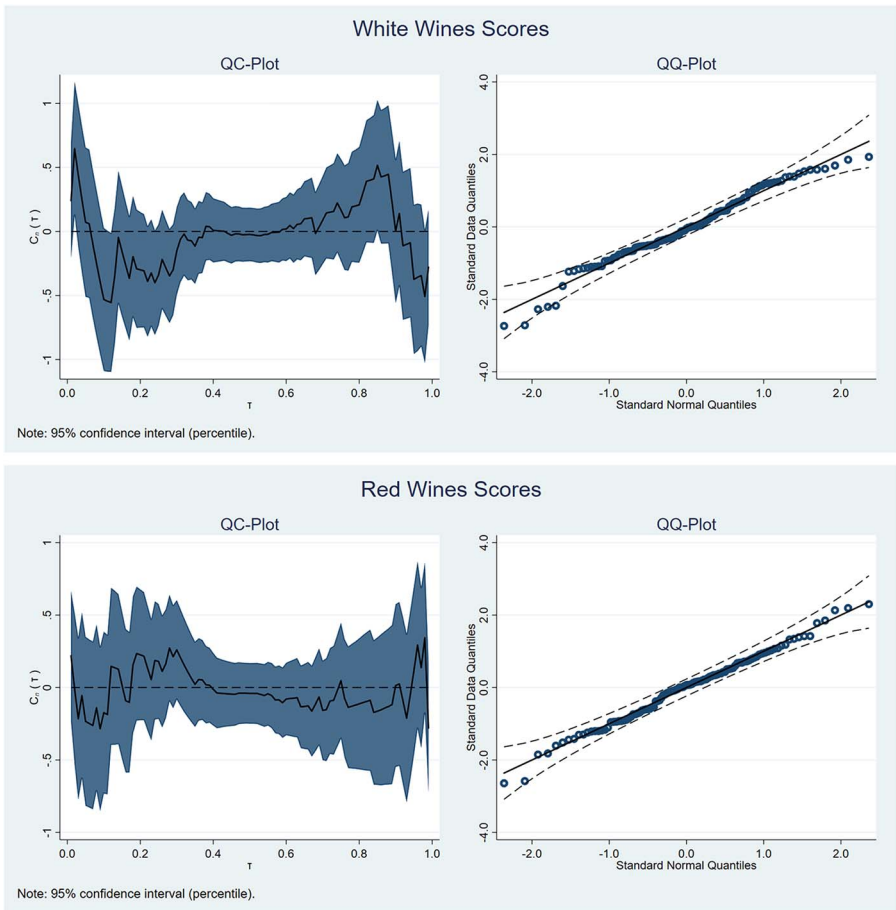 White Wines Scores
QC-Plot
QQ-Plot
1
.5
0
-.5
-1
Cₙ ( τ )
0.0 0.2 0.4 0.6 0.8 1.0
τ
4.0
2.0
0.0
-2.0
-4.0
Standard Data Quantiles
-2.0 -1.0 0.0 1.0 2.0
Standard Normal Quantiles
Note: 95% confidence interval (percentile).
Red Wines Scores
QC-Plot
QQ-Plot
1
.5
0
-.5
-1
Cₙ ( τ )
0.0 0.2 0.4 0.6 0.8 1.0
τ
4.0
2.0
0.0
-2.0
-4.0
Standard Data Quantiles
-2.0 -1.0 0.0 1.0 2.0
Standard Normal Quantiles
Note: 95% confidence interval (percentile).